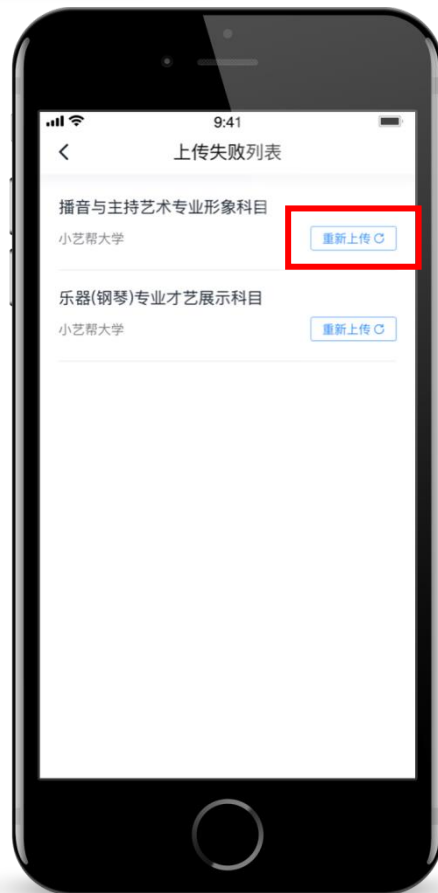 9:41
上传失败列表
播音与主持艺术专业形象科目
小艺帮大学
重新上传
乐器(钢琴)专业才艺展示科目
小艺帮大学
重新上传